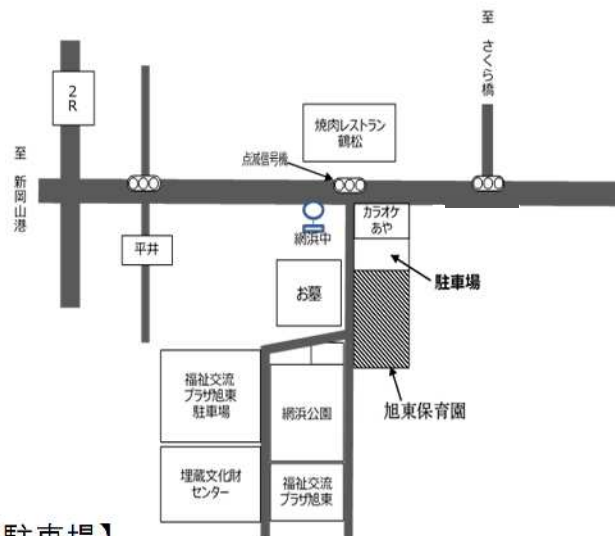 至 さくら橋
2
R
焼肉レストラン
鶴松
点滅信号機
至 新岡山港
カラオケ
あや
網浜中
平井
駐車場
お墓
旭東保育園
福祉交流
プラザ旭東
駐車場
網浜公園
埋蔵文化財
センター
福祉交流
プラザ旭東
駐車場】